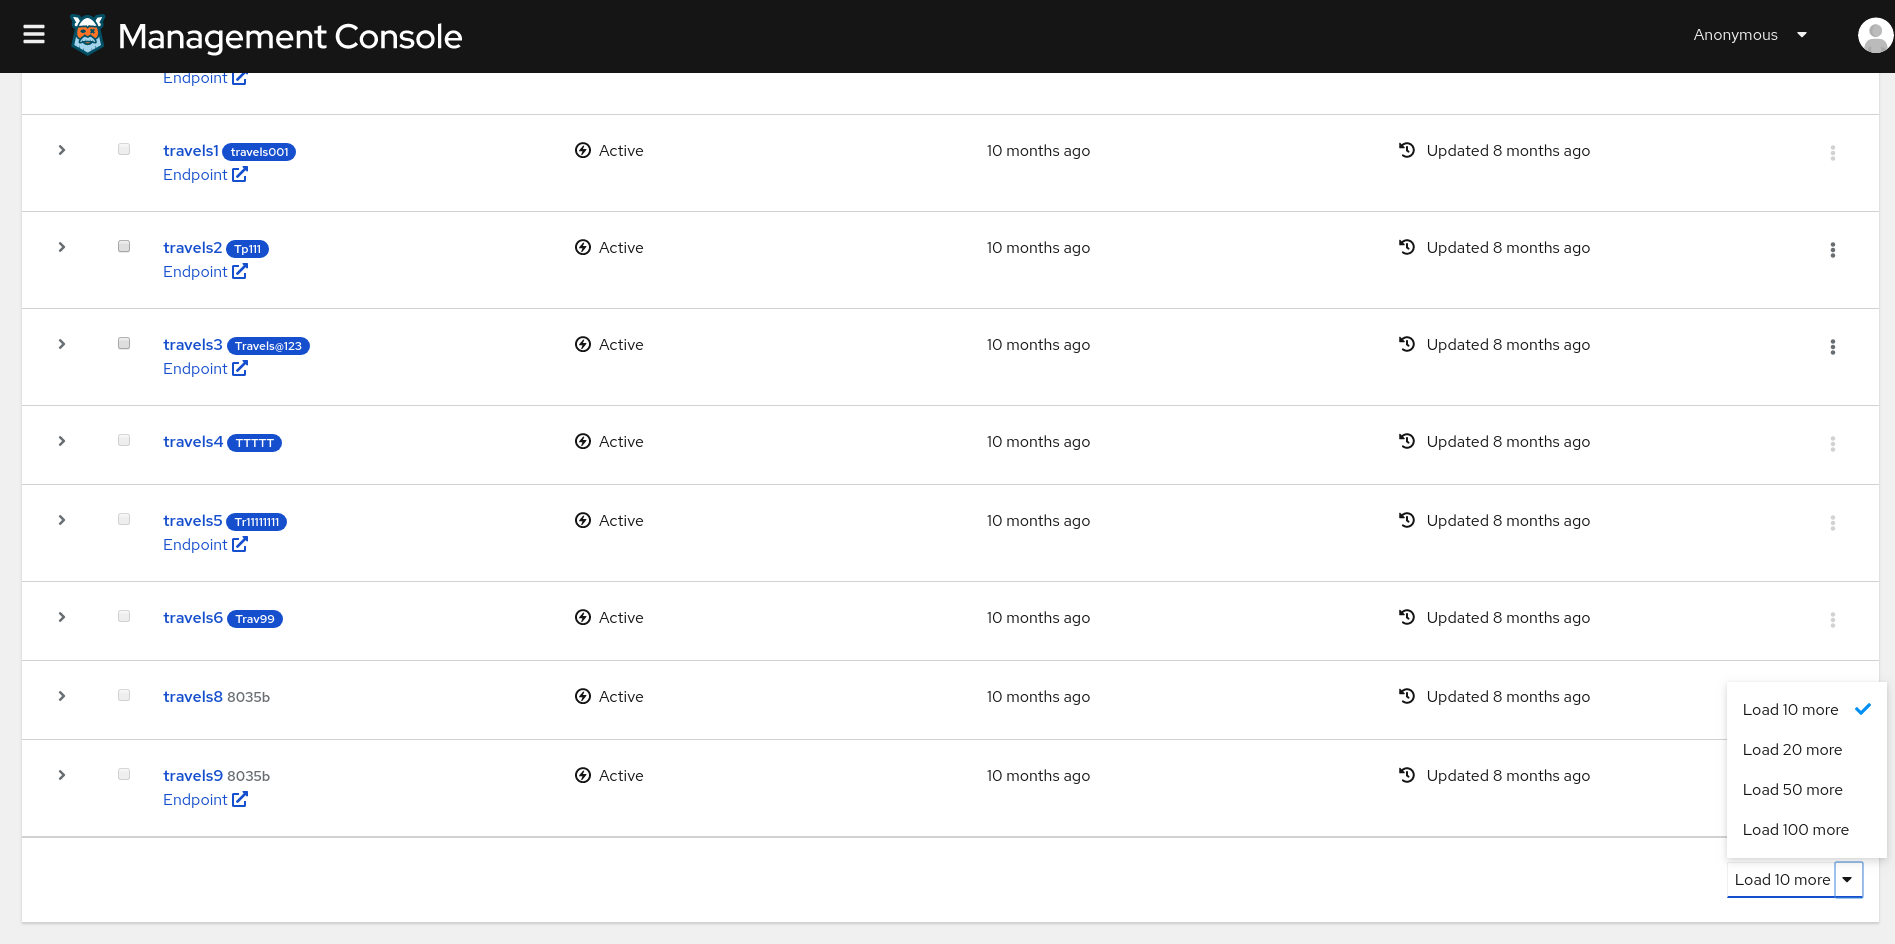 Management Console
Anonymous
Endpoint
travels1 travels001 Active 10 months ago Updated 8 months ago
Endpoint
travels2 Tp111 Active 10 months ago Updated 8 months ago
Endpoint
travels3 Travels@123 Active 10 months ago Updated 8 months ago
Endpoint
travels4 TTTTT Active 10 months ago Updated 8 months ago
travels5 Tr11111111 Active 10 months ago Updated 8 months ago
Endpoint
travels6 Trav99 Active 10 months ago Updated 8 months ago
travels8 8035b Active 10 months ago Updated 8 months ago
Load 10 more
Load 20 more
travels9 8035b Active 10 months ago Updated 8 months ago
Endpoint
Load 50 more
Load 100 more
Load 10 more